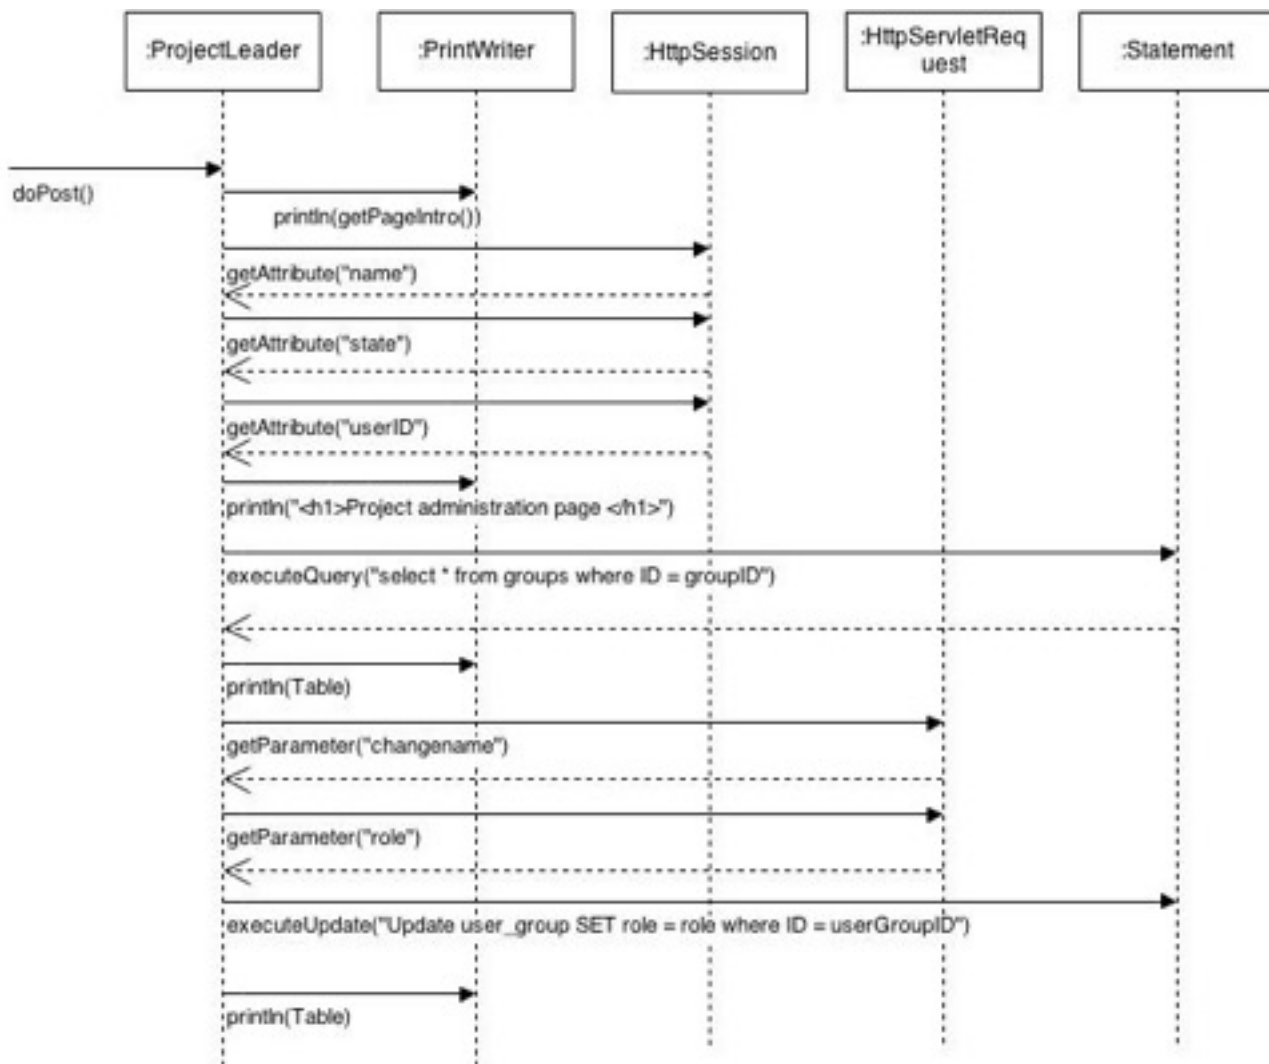 :ProjectLeader
:PrintWriter
:HttpSession
:HttpServletReq
uest
:Statement
doPost()
println(getPageIntro())
getAttribute("name")
getAttribute("state")
getAttribute("userID")
println("<h1>Project administration page </h1>")
executeQuery("select * from groups where ID = groupID")
println(Table)
getParameter("changename")
getParameter("role")
executeUpdate("Update user_group SET role = role where ID = userGroupID")
println(Table)